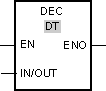 DEC
DT
EN ENO
IN/OUT